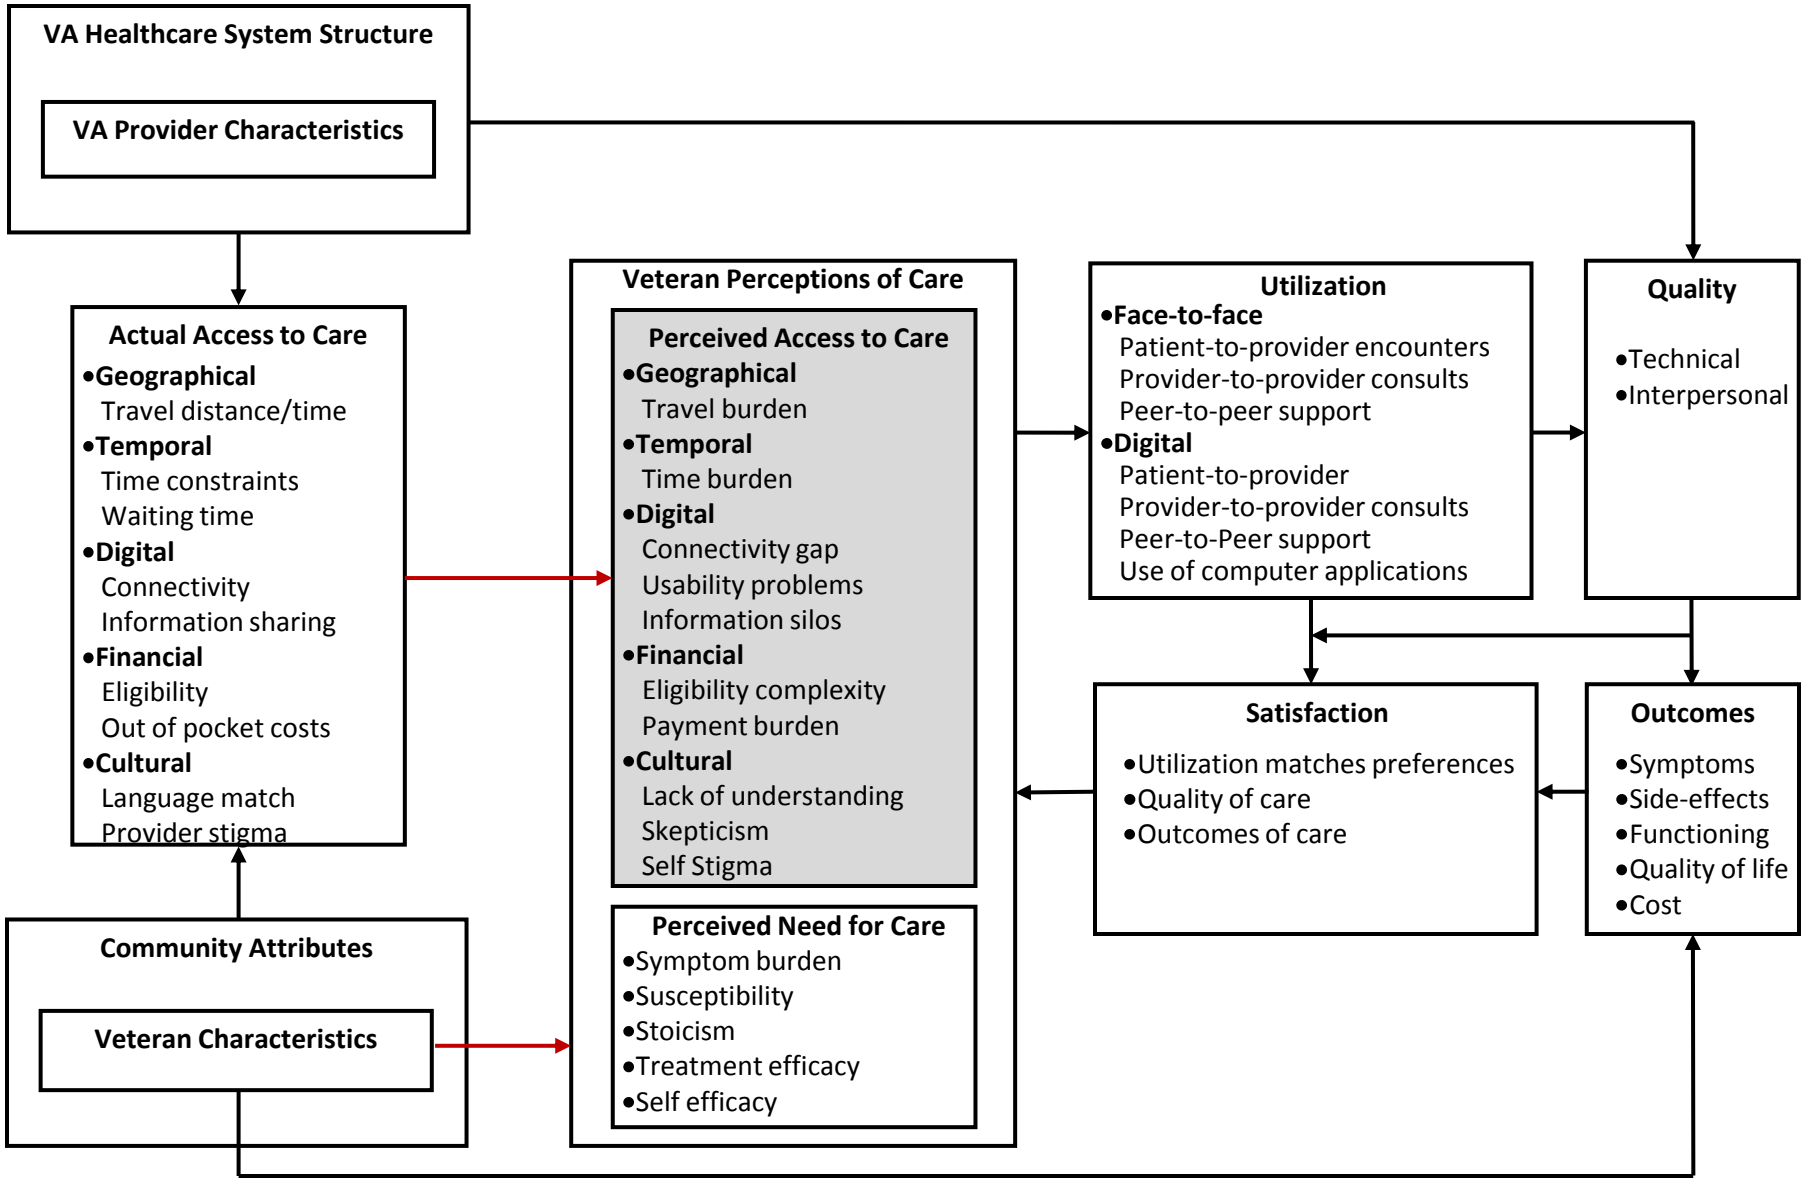 VA Healthcare System Structure
VA Provider Characteristics
Actual Access to Care
•Geographical
Travel distance/time
•Temporal
Time constraints
Waiting time
•Digital
Connectivity
Information sharing
•Financial
Eligibility
Out of pocket costs
•Cultural
Language match
Provider stigma
Community Attributes
Veteran Characteristics
Veteran Perceptions of Care
Perceived Access to Care
•Geographical
Travel burden
•Temporal
Time burden
•Digital
Connectivity gap
Usability problems
Information silos
•Financial
Eligibility complexity
Payment burden
•Cultural
Lack of understanding
Skepticism
Self Stigma
Perceived Need for Care
•Symptom burden
•Susceptibility
•Stoicism
•Treatment efficacy
•Self efficacy
Utilization
•Face-to-face
Patient-to-provider encounters
Provider-to-provider consults
Peer-to-peer support
•Digital
Patient-to-provider
Provider-to-provider consults
Peer-to-Peer support
Use of computer applications
Quality
•Technical
•Interpersonal
Satisfaction
•Utilization matches preferences
•Quality of care
•Outcomes of care
Outcomes
•Symptoms
•Side-effects
•Functioning
•Quality of life
•Cost